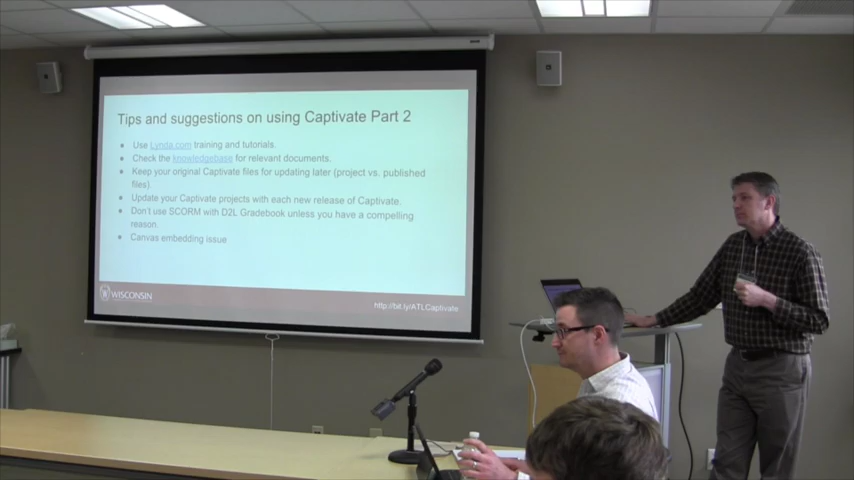 Tips and suggestions on using Captivate Part 2
● Use Lynda.com training and tutorials.
● Check the knowledgebase for relevant documents.
● Keep your original Captivate files for updating later (project vs. published
files).
● Update your Captivate projects with each new release of Captivate.
● Don't use SCORM with D2L Gradebook unless you have a compelling
reason.
● Canvas embedding issue
WISCONSIN
http://bit.ly/ATLCaptivate